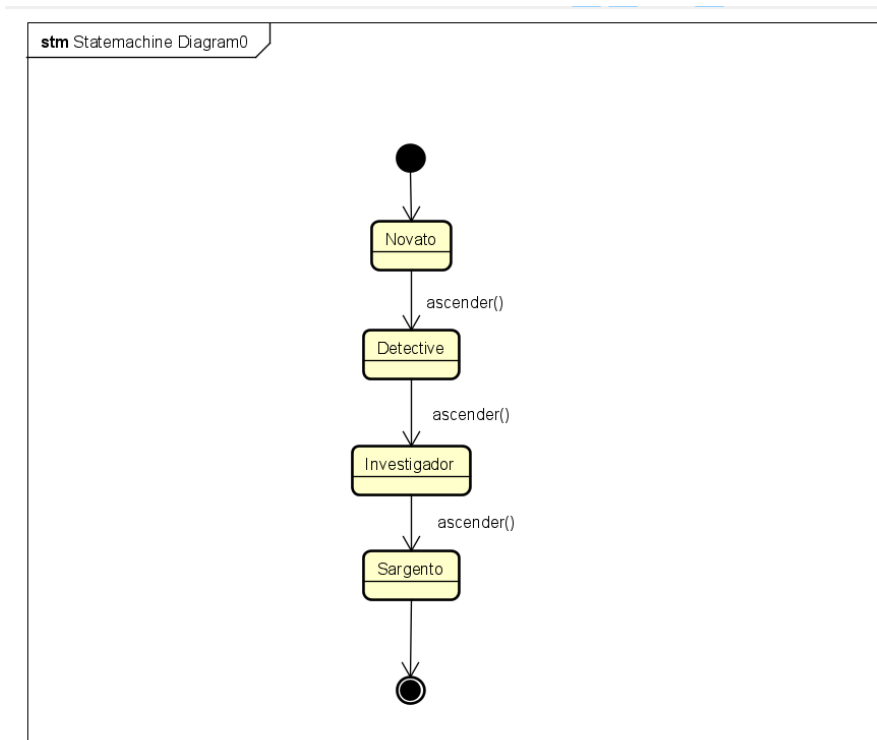 stm Statemachine Diagram0
Novato
ascender()
Detective
ascender()
Investigador
ascender()
Sargento